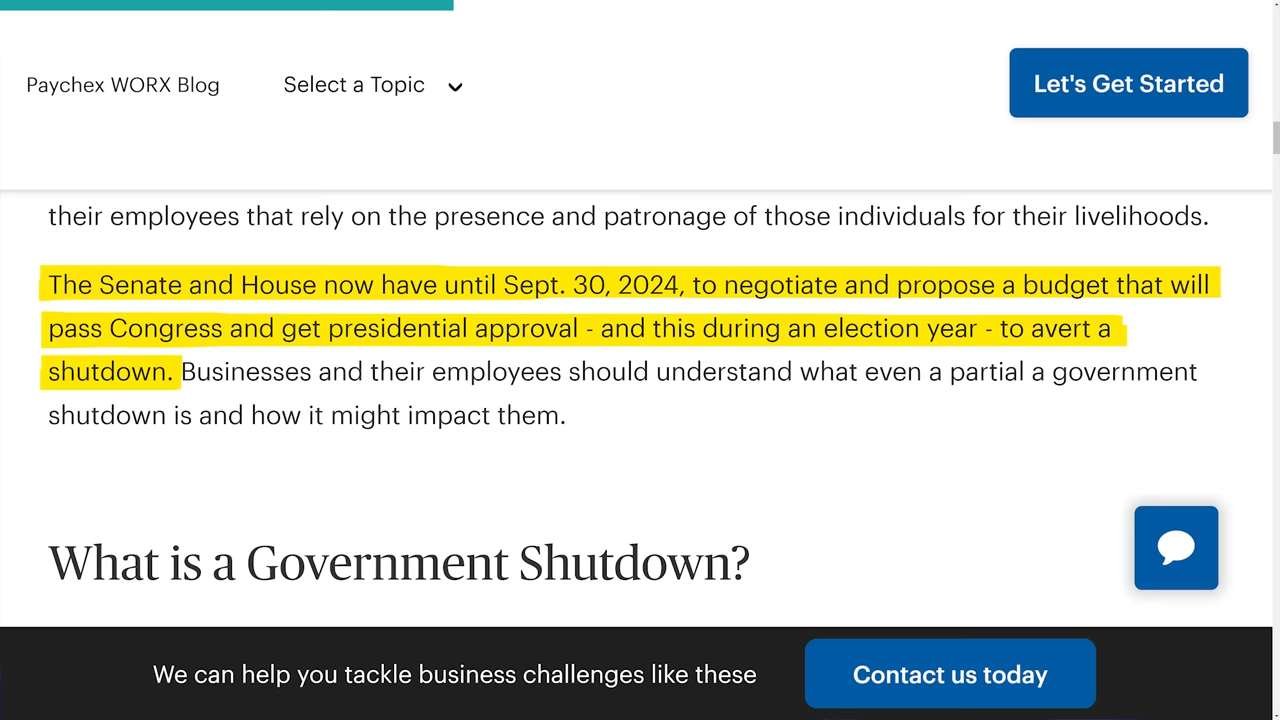 Paychex WORX Blog
Select a Topic
Let's Get Started
their employees that rely on the presence and patronage of those individuals for their livelihoods.
The Senate and House now have until Sept. 30, 2024, to negotiate and propose a budget that will
pass Congress and get presidential approval - and this during an election year - to avert a
shutdown. Businesses and their employees should understand what even a partial a government
shutdown is and how it might impact them.
What is a Government Shutdown?
We can help you tackle business challenges like these
Contact us today